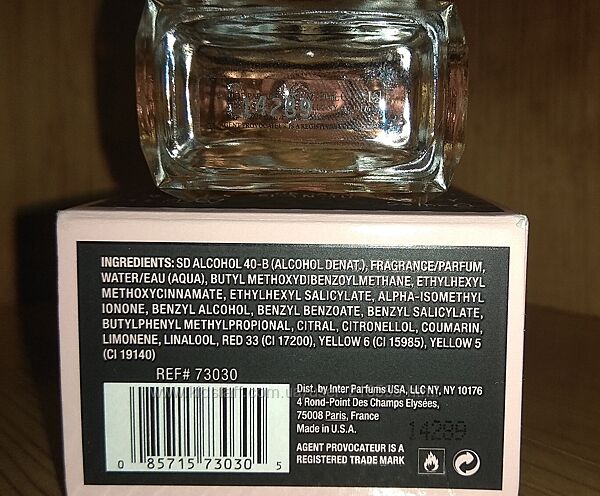 14289
INGREDIENTS: SD ALCOHOL 40-B (ALCOHOL DENAT.), FRAGRANCE/PARFUM,
WATER/EAU (AQUA), BUTYL METHOXYDIBENZOYLMETHANE, ETHYLHEXYL
METHOXYCINNAMATE, ETHYLHEXYL SALICYLATE, ALPHA-ISOMETHYL
IONONE, BENZYL ALCOHOL, BENZYL BENZOATE, BENZYL SALICYLATE,
BUTYLPHENYL METHYLPROPIONAL, CITRAL, CITRONELLOL, COUMARIN,
LIMONENE, LINALOOL, RED 33 (CI 17200), YELLOW 6 (CI 15985), YELLOW 5
(CI 19140)
REF# 73030
Dist. by Inter Parfums USA, LLC NY, NY 10176
4 Rond-Point Des Champs Elysées,
75008 Paris, France
Made in U.S.A.
14289
AGENT PROVOCATEUR IS A
REGISTERED TRADE MARK
0 85715 73030 5